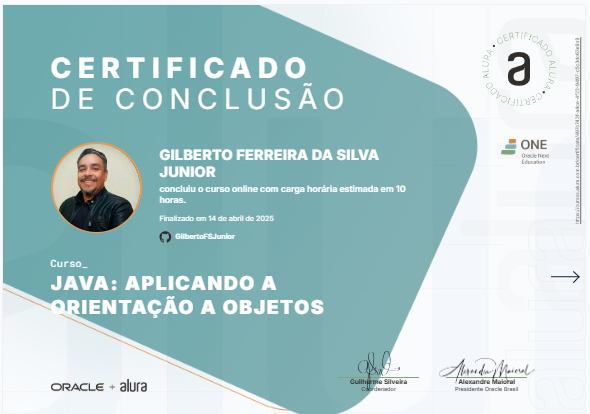 CERTIFICADO
DE CONCLUSÃO
CERTIFICADO ALURA • CERTIFICADO ALURA •
a
ONE
Oracle Next
Education
GILBERTO FERREIRA DA SILVA
JUNIOR
concluiu o curso online com carga horária estimada em 10
horas.
Finalizado em 14 de abril de 2025
GilbertoFSJunior
Curso_
JAVA: APLICANDO A
ORIENTAÇÃO A OBJETOS
ORACLE + alura
Guilherme Silveira
Coordenador
Alexandre Maioral
Presidente Oracle Brasil